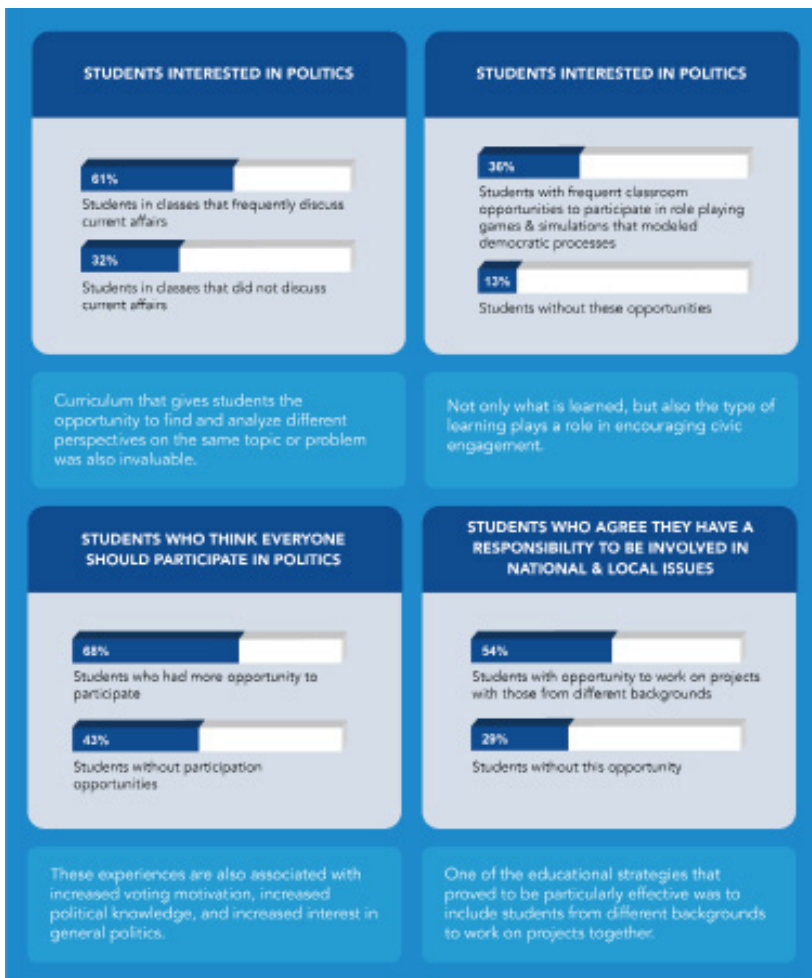 STUDENTS INTERESTED IN POLITICS
61%
Students in classes that frequently discuss
current affairs
32%
Students in classes that did not discuss
current affairs
STUDENTS INTERESTED IN POLITICS
36%
Students with frequent classroom
opportunities to participate in role playing
games & simulations that modeled
democratic processes
13%
Students without these opportunities
Curriculum that gives students the
opportunity to find and analyze different
perspectives on the same topic or problem
was also invaluable.
Not only what is learned, but also the type of
learning plays a role in encouraging civic
engagement.
STUDENTS WHO THINK EVERYONE
SHOULD PARTICIPATE IN POLITICS
68%
Students who had more opportunity to
participate
43%
Students without participation
opportunities
STUDENTS WHO AGREE THEY HAVE A
RESPONSIBILITY TO BE INVOLVED IN
NATIONAL & LOCAL ISSUES
54%
Students with opportunity to work on projects
with those from different backgrounds
29%
Students without this opportunity
These experiences are also associated with
increased voting motivation, increased
political knowledge, and increased interest in
general politics.
One of the educational strategies that
proved to be particularly effective was to
include students from different backgrounds
to work on projects together.